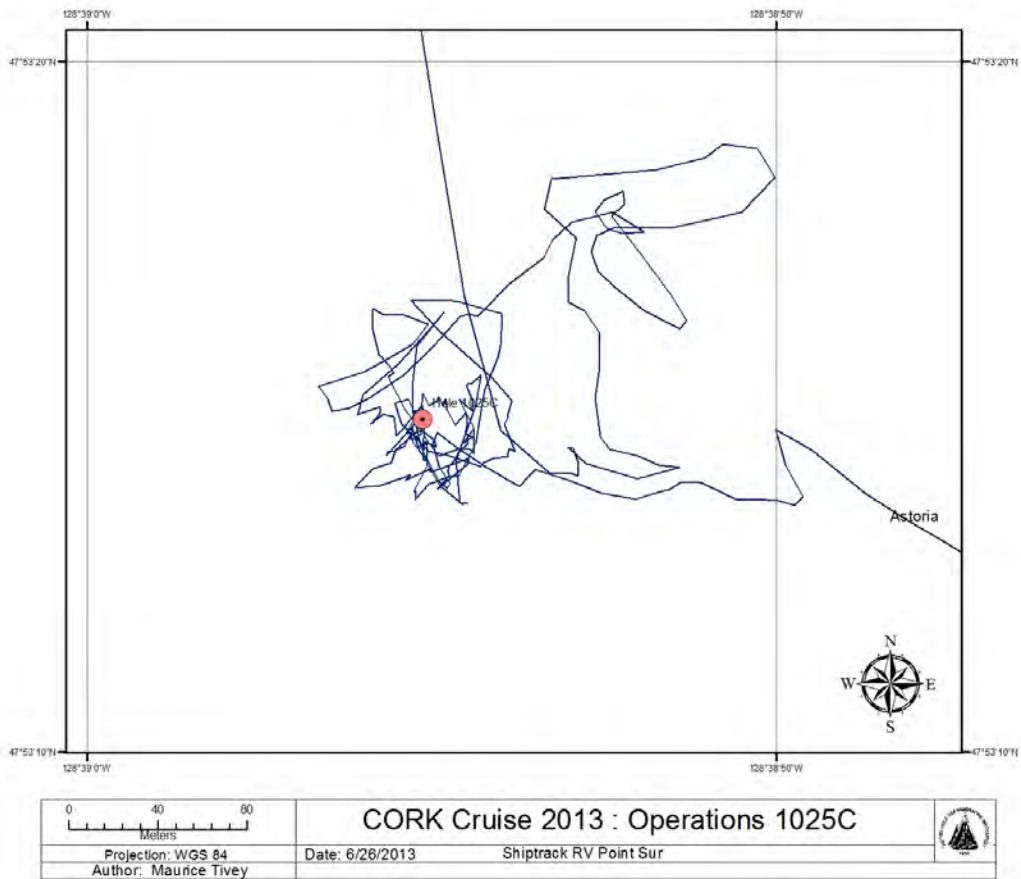 128°39'0"W 128°38'50"W
47°53'20"N 47°53'20"N
Hole 1025C
Astoria
N
W E
S
47°53'10"N 47°53'10"N
128°39'0"W 128°38'50"W
0 40 80
Meters
CORK Cruise 2013 : Operations 1025C
Projection: WGS 84
Date: 6/26/2013 Shiptrack RV Point Sur
Author: Maurice Tivey